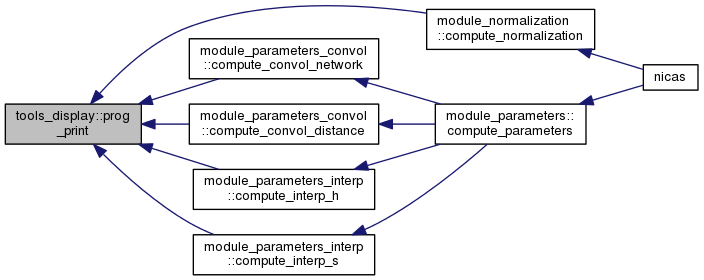 module_normalization
::compute_normalization
module_parameters_convol
::compute_convol_network
nicas
tools_display::prog
_print
module_parameters_convol
::compute_convol_distance
module_parameters::
compute_parameters
module_parameters_interp
::compute_interp_h
module_parameters_interp
::compute_interp_s